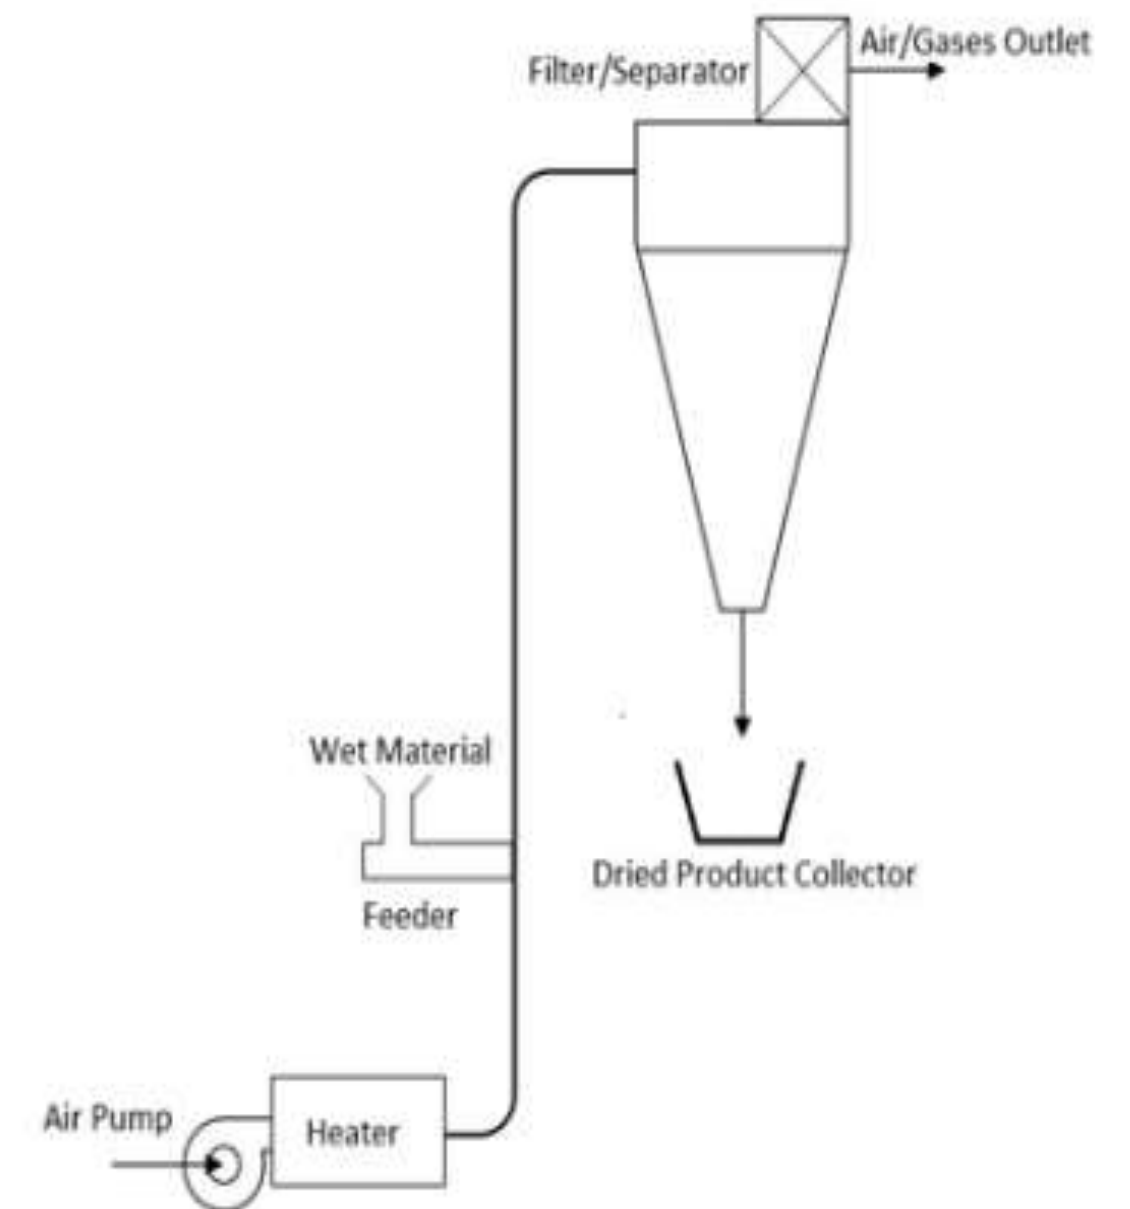 Air/Gases Outlet
Filter/Separator
Wet Material
Dried Product Collector
Feeder
Air Pump
Heater